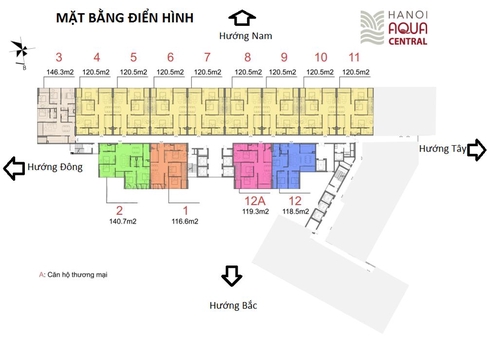 MẶT BẰNG ĐIỂN HÌNH
HANOI
AQUA
CENTRAL
Hướng Nam
3 4 5 6 7 8 9 10 11
146.3m2 120.5m2 120.5m2 120.5m2 120.5m2 120.5m2 120.5m2 120.5m2 120.5m2
Hướng Đông
Hướng Tây
2 1 12A 12
140.7m2 116.6m2 119.3m2 118.5m2
A: Căn hộ thương mại
Hướng Bắc